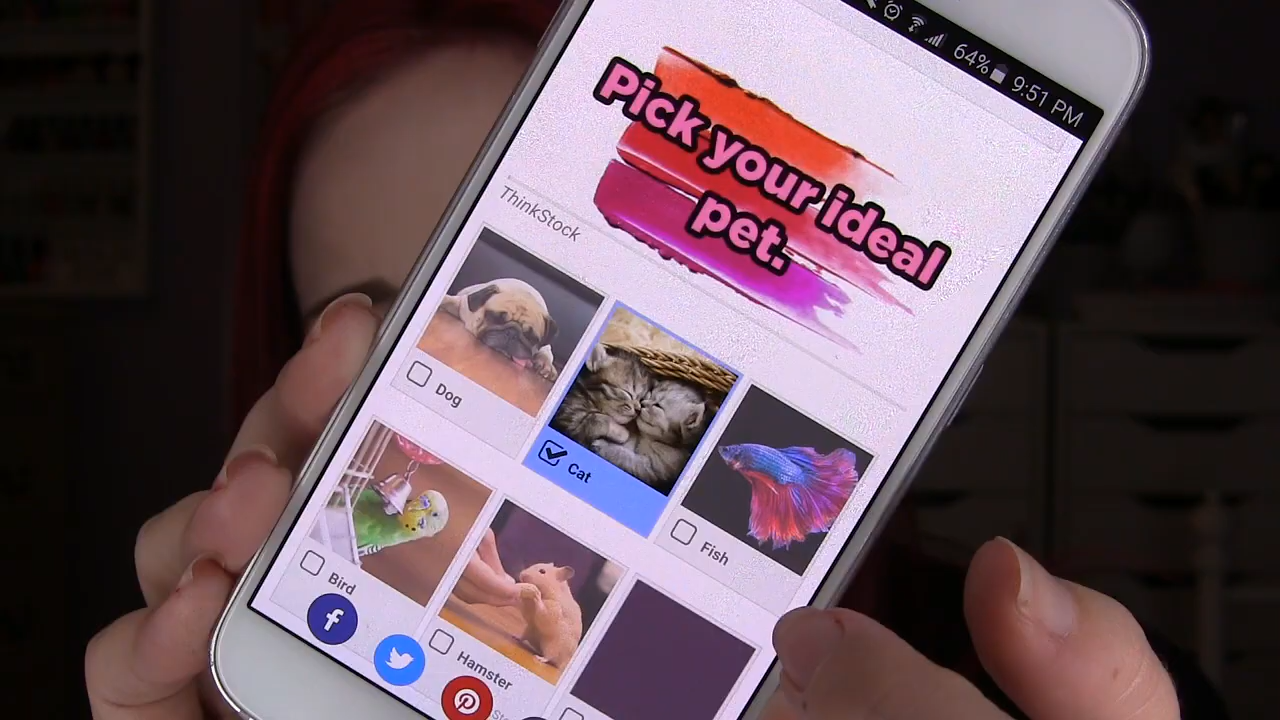 64% 9:51 PM
Pick your ideal
pet.
ThinkStock
Dog
Cat
Fish
Bird
Hamster